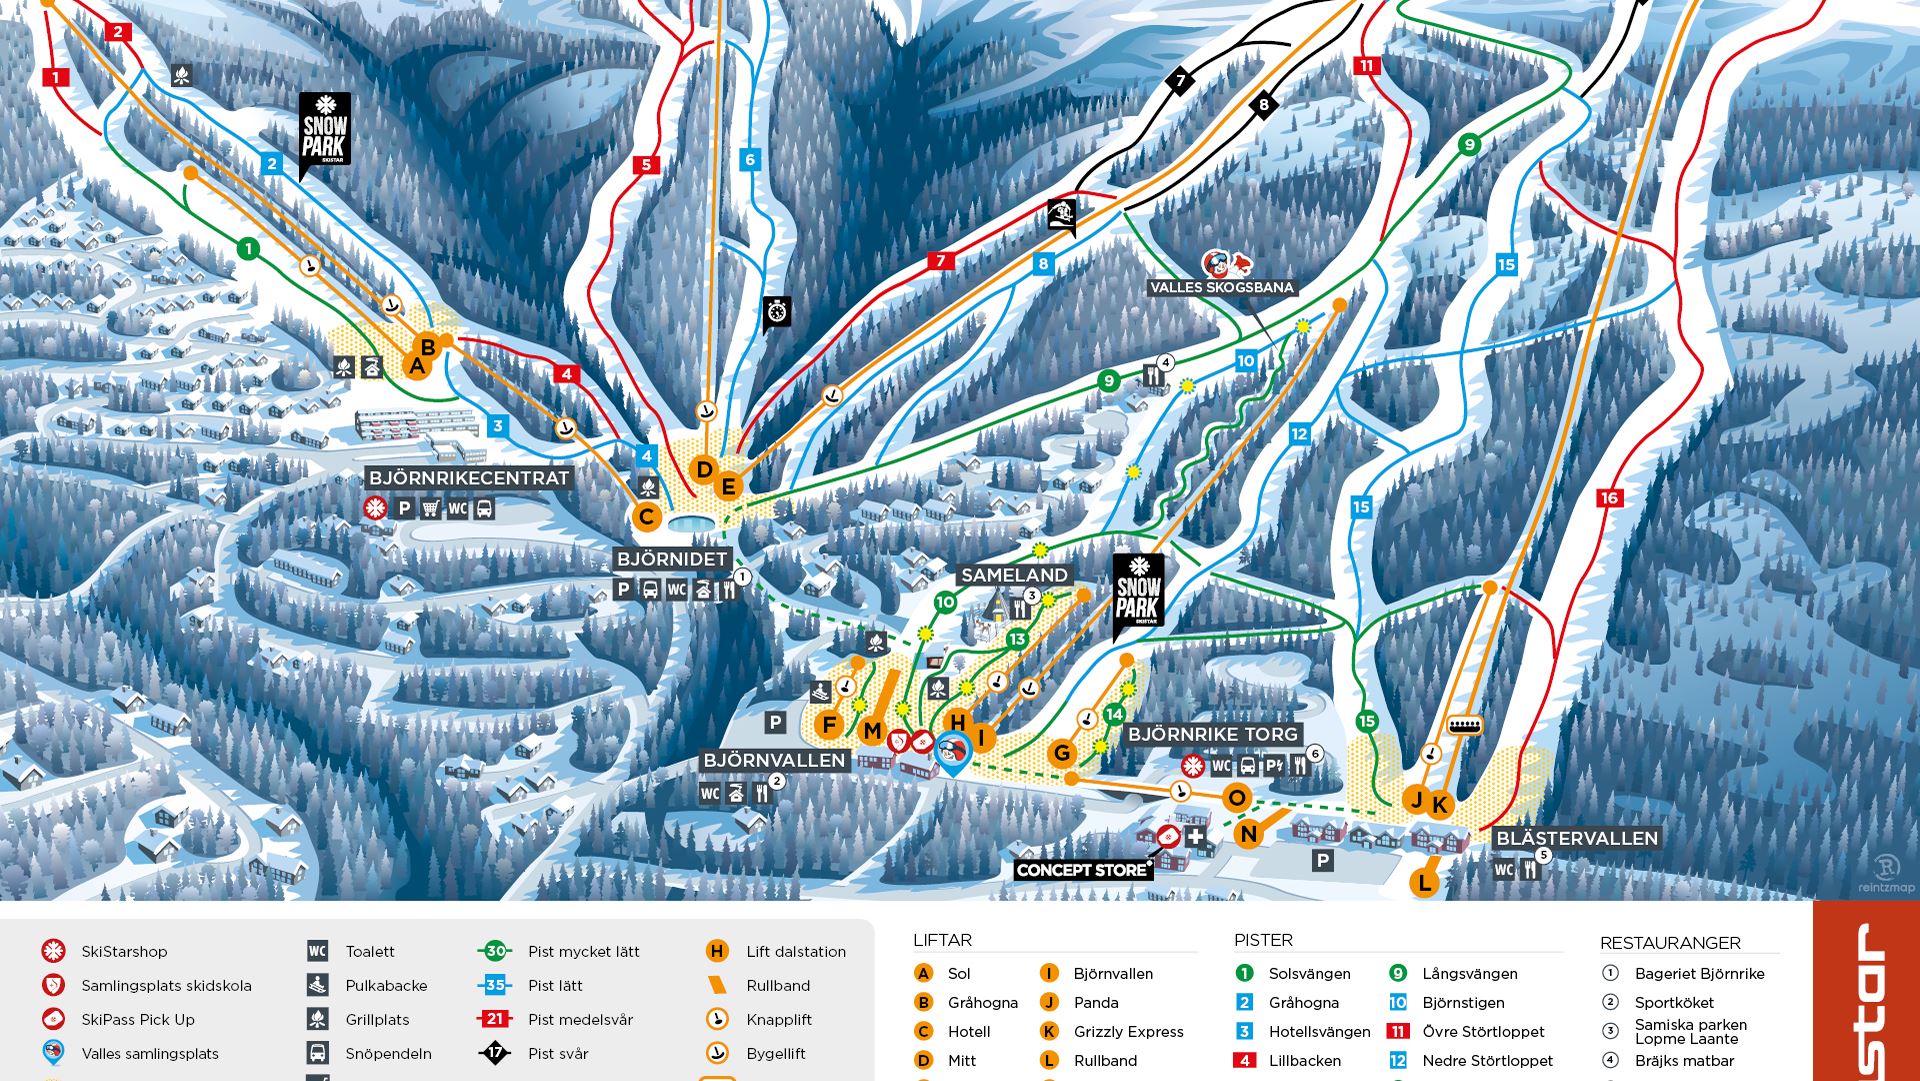 2
1
SNOW
PARK
SKISTAR
2
1
5
6
7
8
11
9
7
8
15
VALLES SKOGSBANA
B
A
4
3
4
9
4
10
12
15
16
D
E
C
BJÖRNRIKECENTRAT
P WC
BJÖRNIDET
1
P WC
SAMELAND
3
10
13
SNOW
PARK
SKISTAR
P
F
M
H
I
G
14
15
BJÖRNVALLEN
2
WC
BJÖRNRIKE TORG
6
WC P
O
N
J
K
L
P
CONCEPT STORE
BLÄSTERVALLEN
5
WC
R
reintzmap
SkiStarshop
Samlingsplats skidskola
SkiPass Pick Up
Valles samlingsplats
WC Toalett
Pulkabacke
Grillplats
Snöpendeln
30 Pist mycket lätt
35 Pist lätt
21 Pist medelsvår
17 Pist svår
H Lift dalstation
Rullband
Knapplift
Bygellift
LIFTAR
A Sol
B Gråhogna
C Hotell
D Mitt
I Björnvallen
J Panda
K Grizzly Express
L Rullband
PISTER
1 Solsvängen
2 Gråhogna
3 Hotellsvängen
4 Lillbacken
9 Långsvängen
10 Björnstigen
11 Övre Störtloppet
12 Nedre Störtloppet
RESTAURANGER
1 Bageriet Björnrike
2 Sportköket
3 Samiska parken
Lopme Laante
4 Bräjks matbar
star